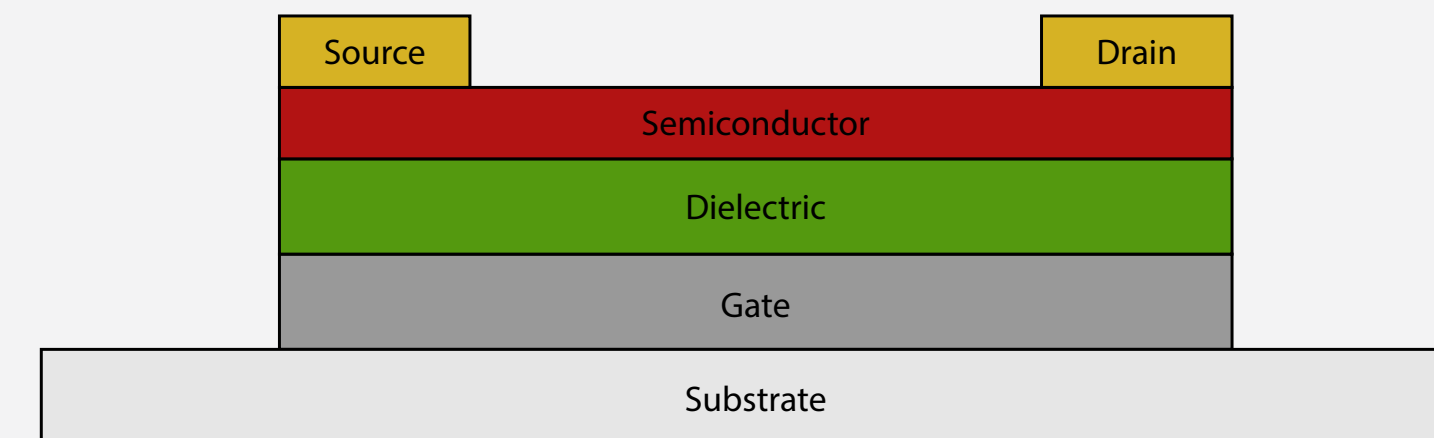 Source
Drain
Semiconductor
Dielectric
Gate
Substrate